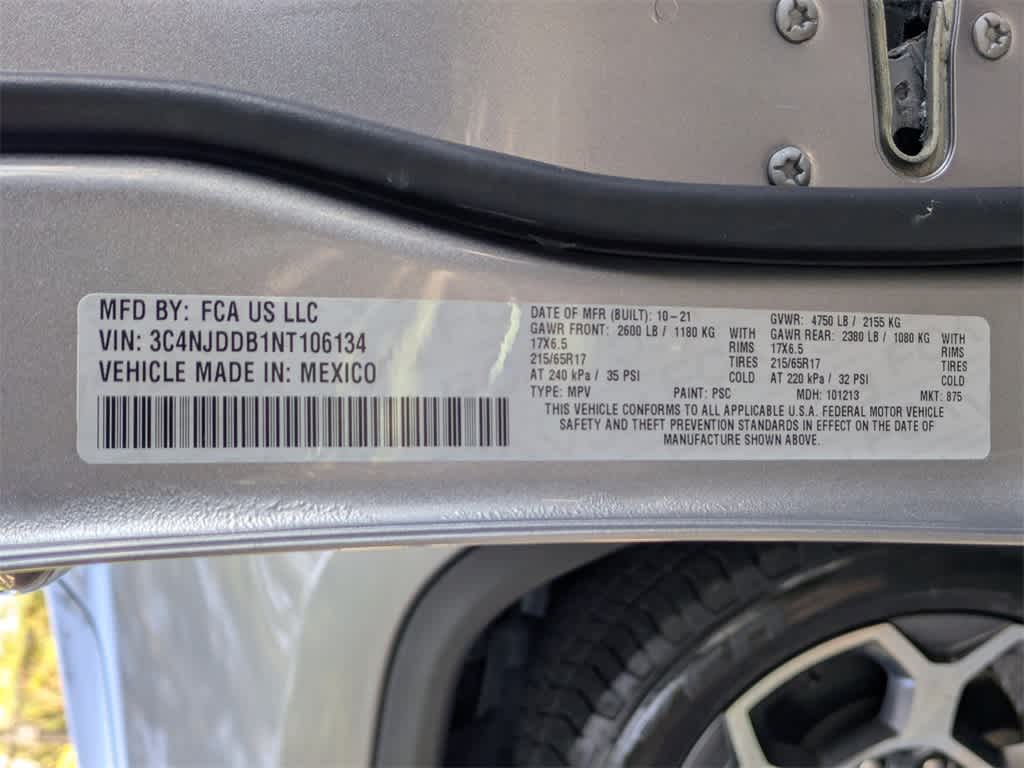 MFD BY: FCA US LLC
VIN: 3C4NJDDB1NT106134
VEHICLE MADE IN: MEXICO
DATE OF MFR (BUILT): 10-21
GAWR FRONT: 2600 LB / 1180 KG WITH
17X6.5 RIMS
215/65R17 TIRES
AT 240 kPa / 35 PSI COLD
GVWR: 4750 LB / 2155 KG
GAWR REAR: 2380 LB / 1080 KG WITH
17X6.5 RIMS
215/65R17 TIRES
AT 220 kPa / 32 PSI COLD
TYPE: MPV PAINT: PSC MDH: 101213 MKT: 875
THIS VEHICLE CONFORMS TO ALL APPLICABLE U.S.A. FEDERAL MOTOR VEHICLE
SAFETY AND THEFT PREVENTION STANDARDS IN EFFECT ON THE DATE OF
MANUFACTURE SHOWN ABOVE.